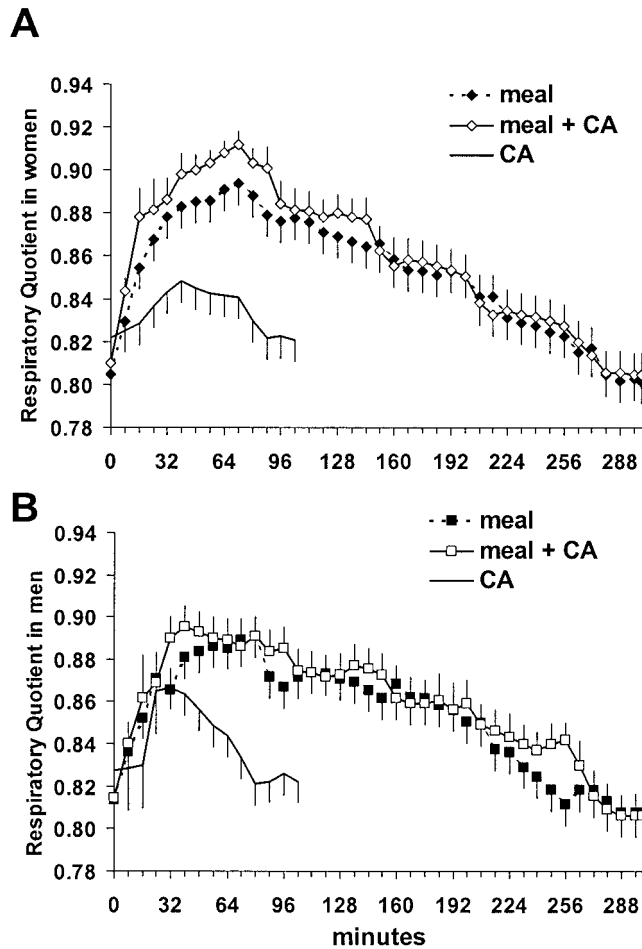 A
Respiratory Quotient in women
0.94
0.92
0.90
0.88
0.86
0.84
0.82
0.80
0.78
meal
meal + CA
CA
0 32 64 96 128 160 192 224 256 288
B
Respiratory Quotient in men
0.94
0.92
0.90
0.88
0.86
0.84
0.82
0.80
0.78
meal
meal + CA
CA
0 32 64 96 128 160 192 224 256 288
minutes